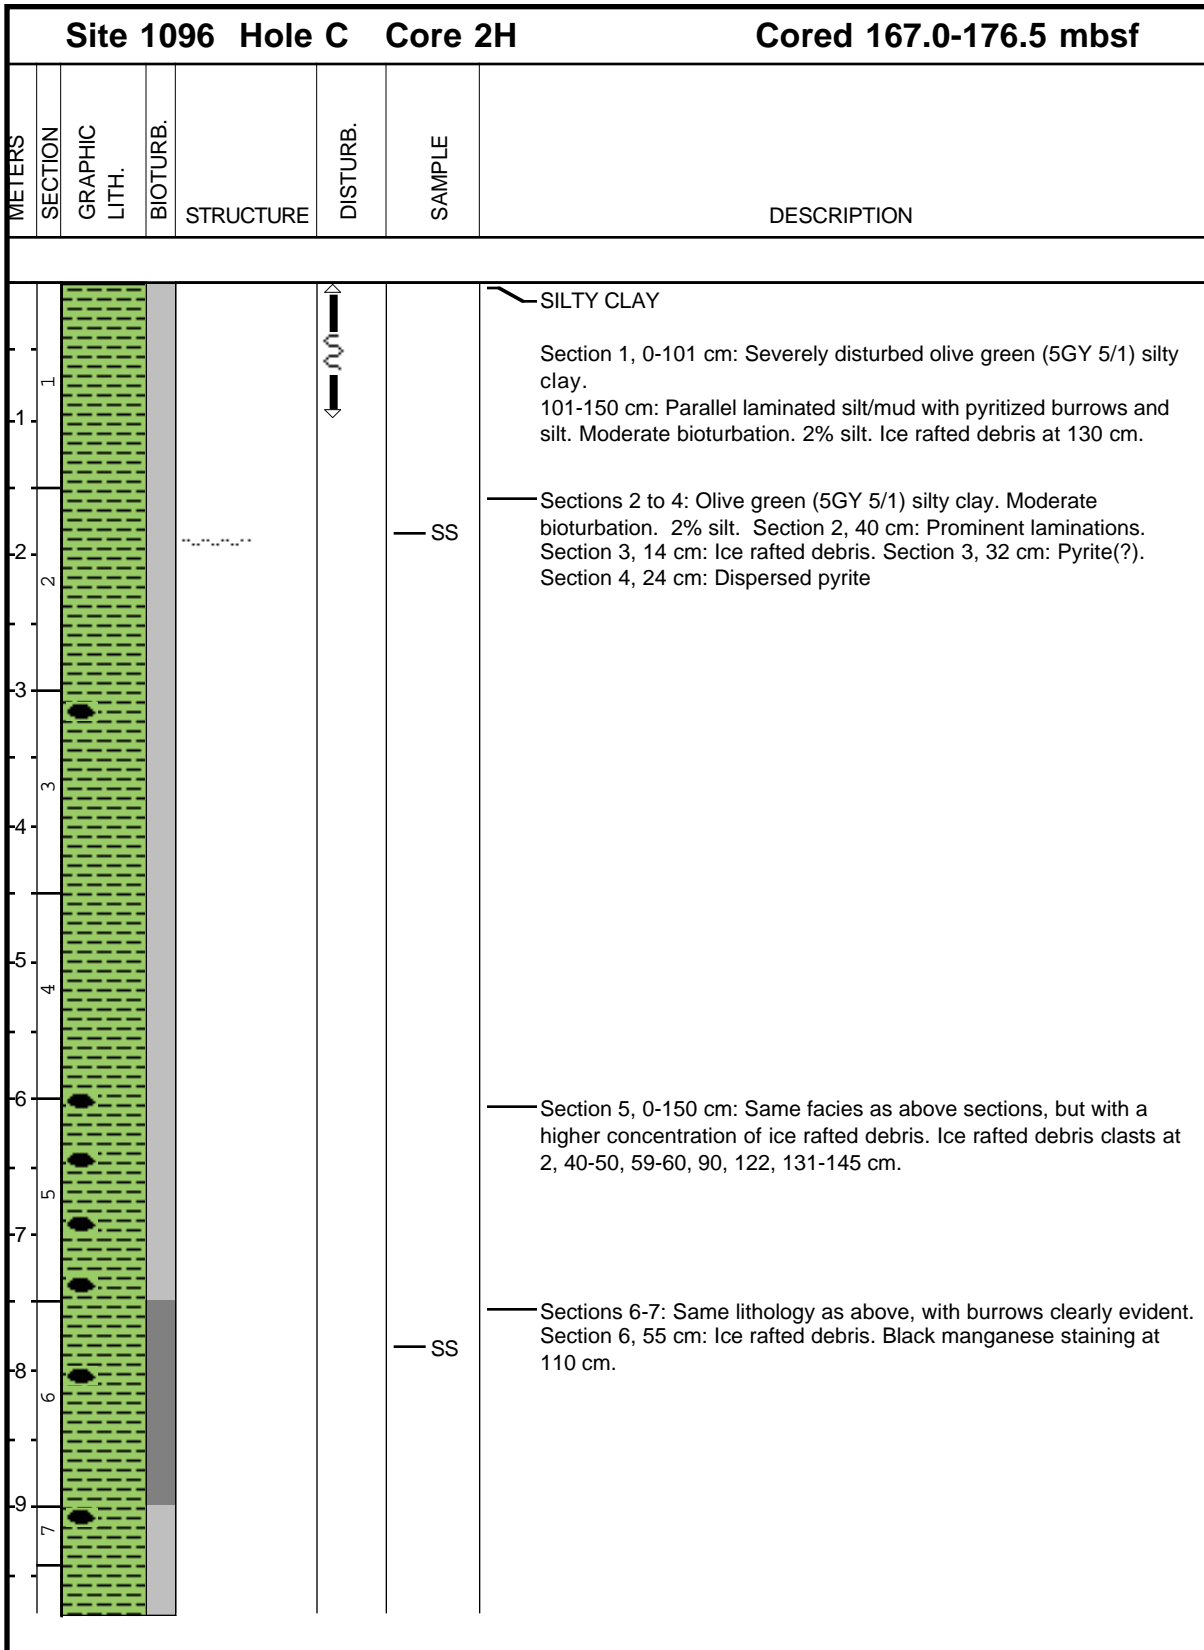 Site 1096 Hole C Core 2H Cored 167.0-176.5 mbsf
METERS
SECTION
GRAPHIC
LITH.
BIOTURB.
STRUCTURE
DISTURB.
SAMPLE
DESCRIPTION
SILTY CLAY
Section 1, 0-101 cm: Severely disturbed olive green (5GY 5/1) silty
clay.
101-150 cm: Parallel laminated silt/mud with pyritized burrows and
silt. Moderate bioturbation. 2% silt. Ice rafted debris at 130 cm.
1
1
Sections 2 to 4: Olive green (5GY 5/1) silty clay. Moderate
bioturbation. 2% silt. Section 2, 40 cm: Prominent laminations.
Section 3, 14 cm: Ice rafted debris. Section 3, 32 cm: Pyrite(?).
Section 4, 24 cm: Dispersed pyrite
SS
2
2
3
3
4
5
4
6
Section 5, 0-150 cm: Same facies as above sections, but with a
higher concentration of ice rafted debris. Ice rafted debris clasts at
2, 40-50, 59-60, 90, 122, 131-145 cm.
5
7
Sections 6-7: Same lithology as above, with burrows clearly evident.
Section 6, 55 cm: Ice rafted debris. Black manganese staining at
110 cm.
SS
8
6
9
7